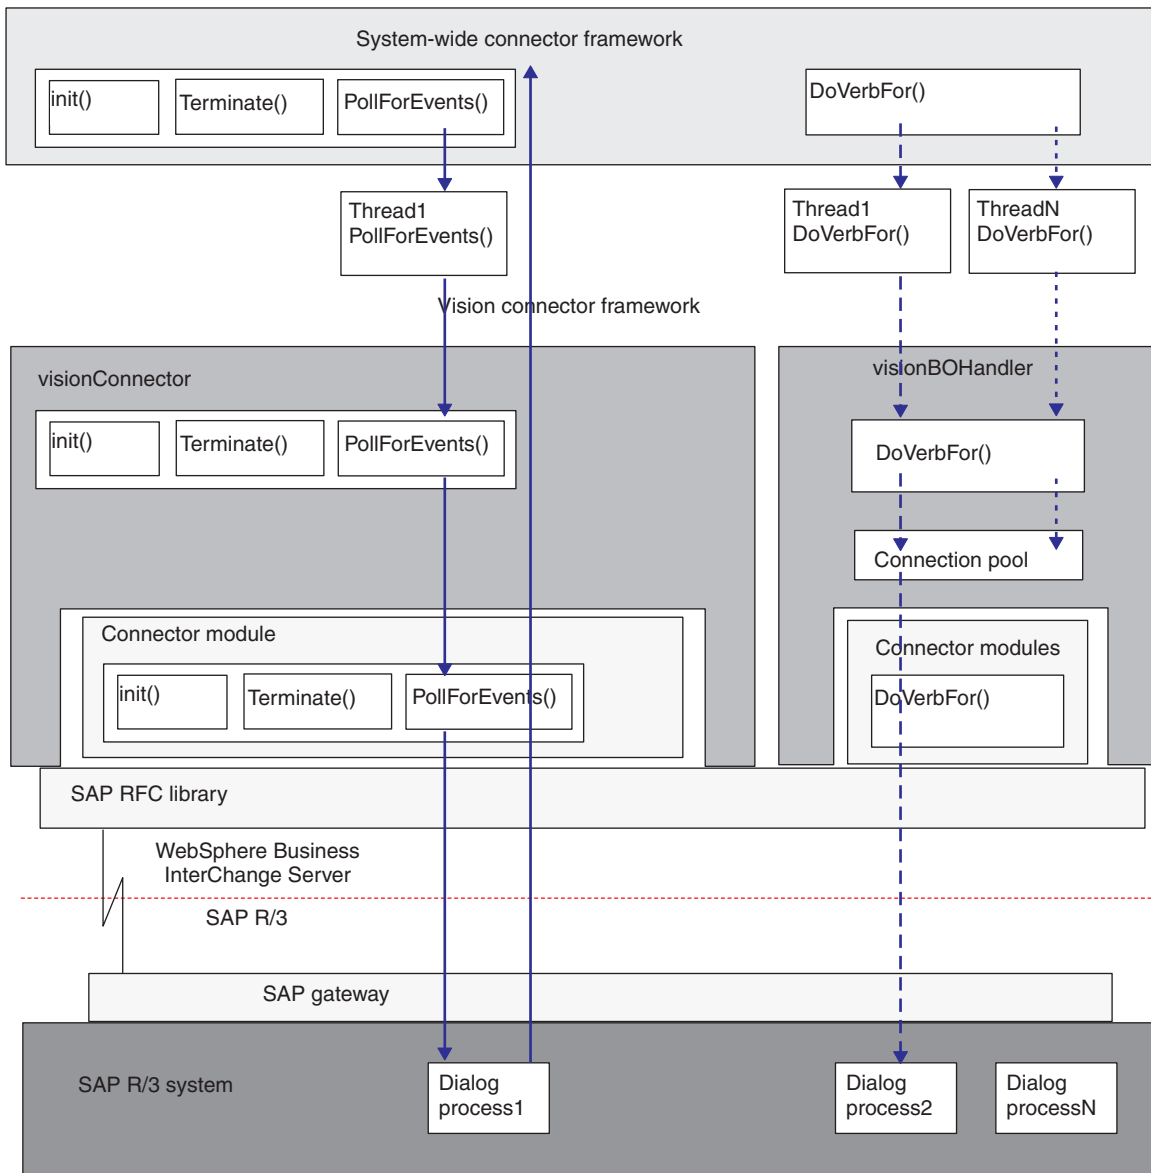 System-wide connector framework
init()
Terminate()
PollForEvents()
DoVerbFor()
Thread1
PollForEvents()
Thread1
DoVerbFor()
ThreadN
DoVerbFor()
Vision connector framework
visionConnector
visionBOHandler
init()
Terminate()
PollForEvents()
DoVerbFor()
Connection pool
Connector module
Connector modules
init()
Terminate()
PollForEvents()
DoVerbFor()
SAP RFC library
WebSphere Business
InterChange Server
SAP R/3
SAP gateway
SAP R/3 system
Dialog
process1
Dialog
process2
Dialog
processN